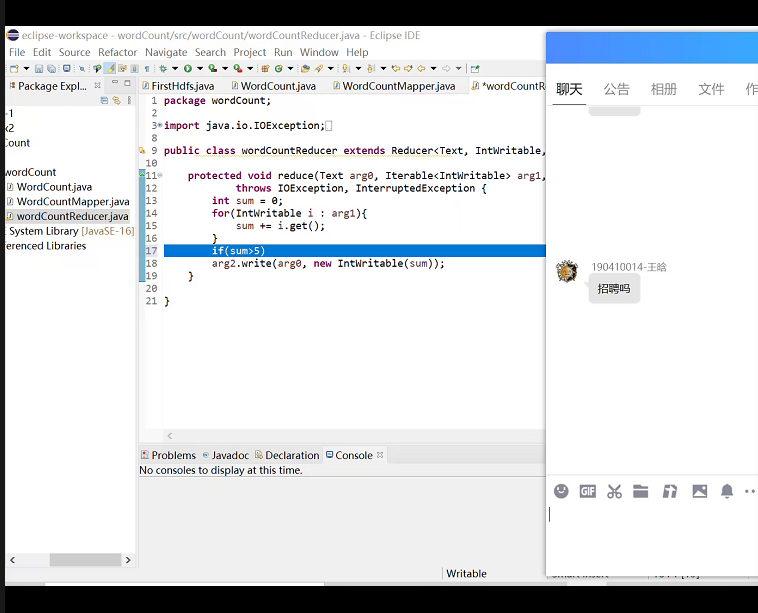 eclipse-workspace - wordCount/src/wordCount/wordCountReducer.java - Eclipse IDE
File Edit Source Refactor Navigate Search Project Run Window Help
Package Expl...
FirstHdfs.java WordCount.java WordCountMapper.java *wordCountR
-1
x2
Count
wordCount
WordCount.java
WordCountMapper.java
wordCountReducer.java
System Library [JavaSE-16]
erenced Libraries
1 package wordCount;
2
3 import java.io.IOException;
8
9 public class wordCountReducer extends Reducer<Text, IntWritable,
10
11 protected void reduce(Text arg0, Iterable<IntWritable> arg1,
12 throws IOException, InterruptedException {
13 int sum = 0;
14 for(IntWritable i : arg1){
15 sum += i.get();
16 }
17 if(sum>5)
18 arg2.write(arg0, new IntWritable(sum));
19 }
20
21 }
Problems Javadoc Declaration Console
No consoles to display at this time.
Writable
聊天 公告 相册 文件 作
190410014-王晗
招聘吗
GIF